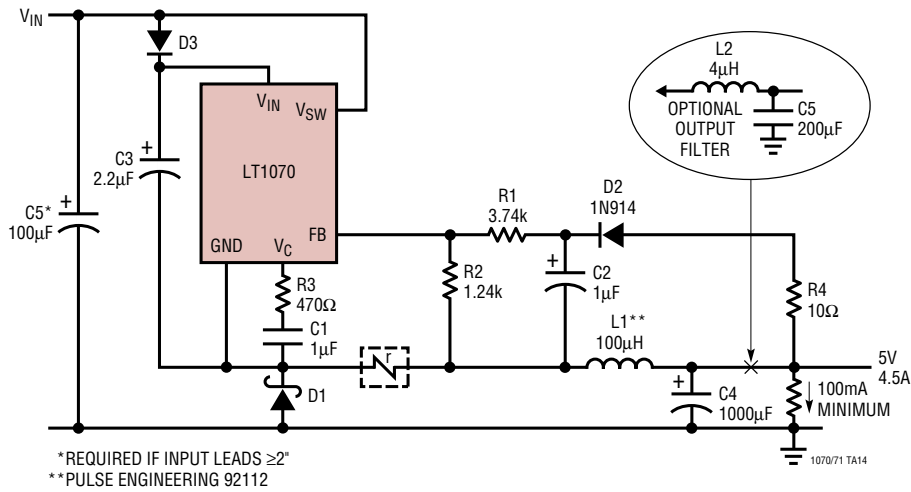 VIN
D3
VIN
VSW
LT1070
C3
2.2µF
+
C5*
100µF
+
GND
VC
FB
R3
470Ω
C1
1µF
D1
r
R1
3.74k
R2
1.24k
D2
1N914
C2
1µF
+
L1**
100µH
R4
10Ω
L2
4µH
OPTIONAL
OUTPUT
FILTER
C5
200µF
C4
1000µF
+
5V
4.5A
100mA
MINIMUM
*REQUIRED IF INPUT LEADS ≥2"
**PULSE ENGINEERING 92112
1070/71 TA14